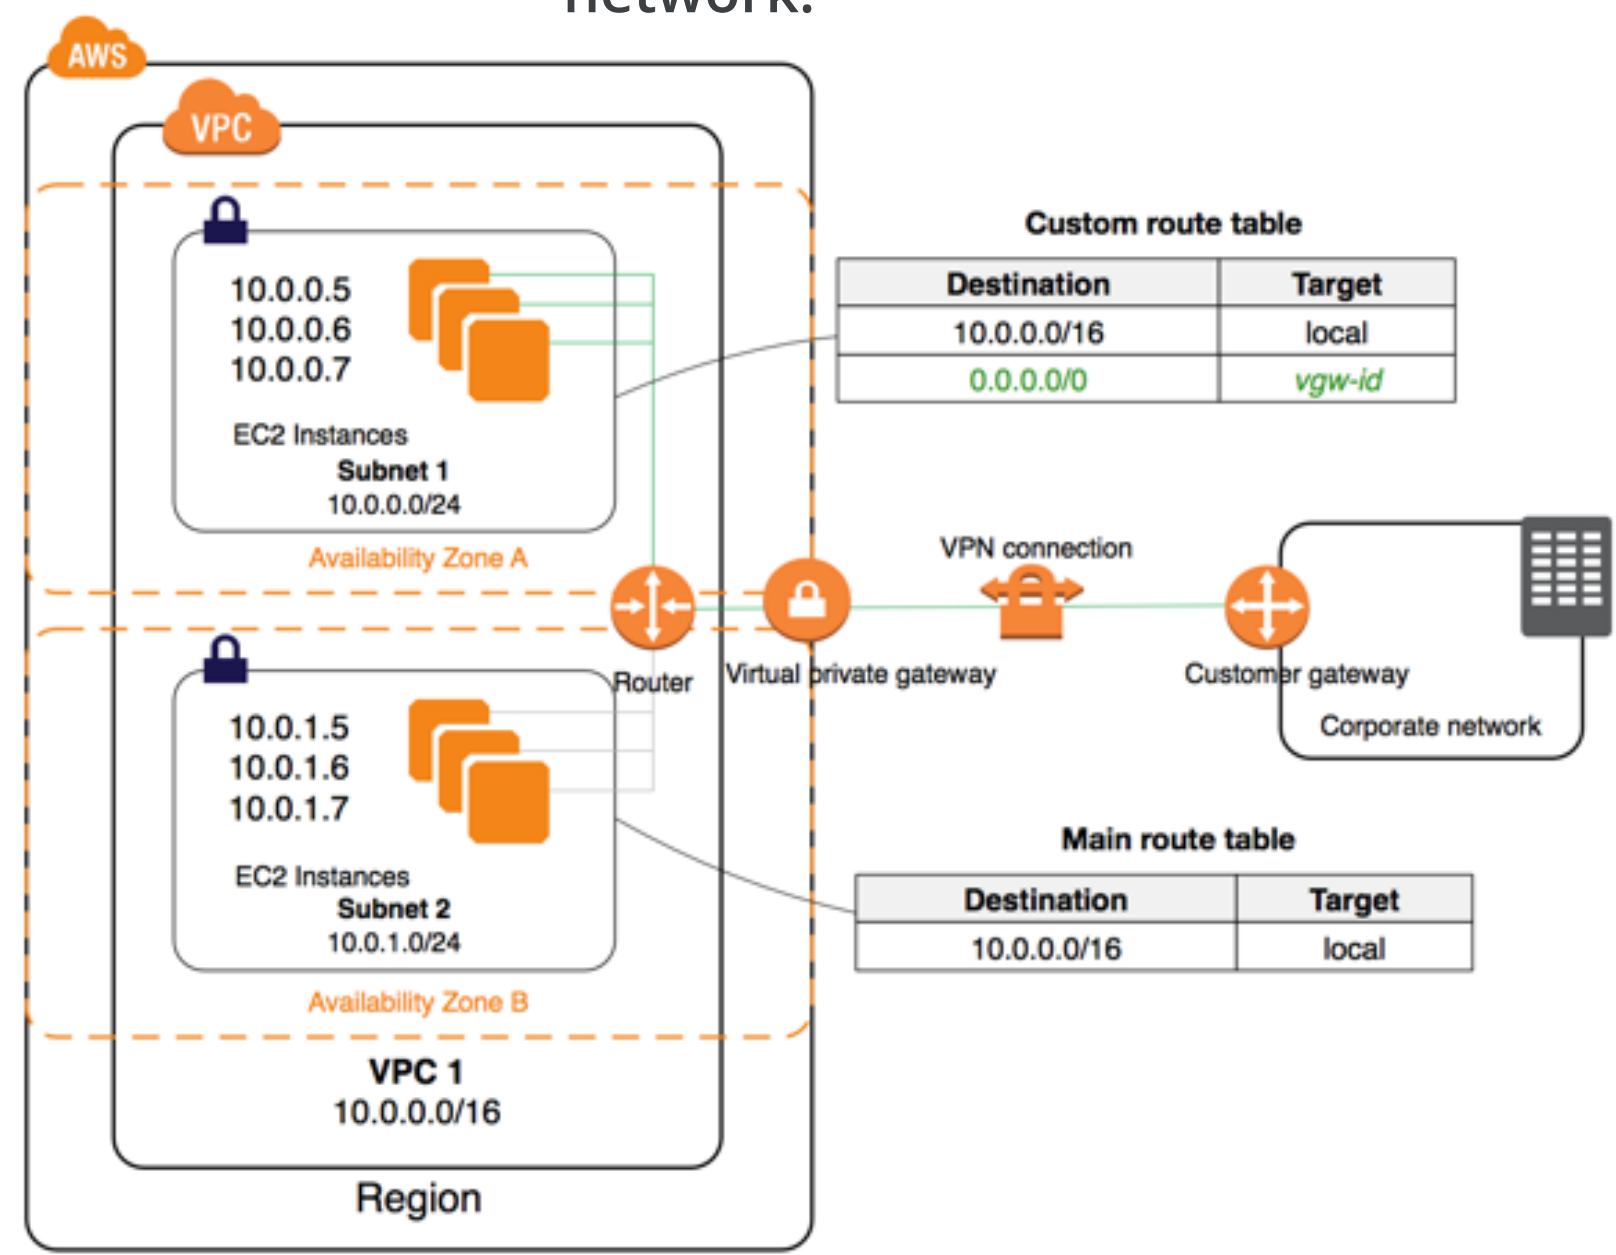 network.
AWS
VPC
10.0.0.5
10.0.0.6
10.0.0.7
EC2 Instances
Subnet 1
10.0.0.0/24
Availability Zone A
Custom route table
Destination Target
10.0.0.0/16 local
0.0.0.0/0 vgw-id
VPN connection
Router
Virtual private gateway
Customer gateway
Corporate network
10.0.1.5
10.0.1.6
10.0.1.7
EC2 Instances
Subnet 2
10.0.1.0/24
Availability Zone B
Main route table
Destination Target
10.0.0.0/16 local
VPC 1
10.0.0.0/16
Region